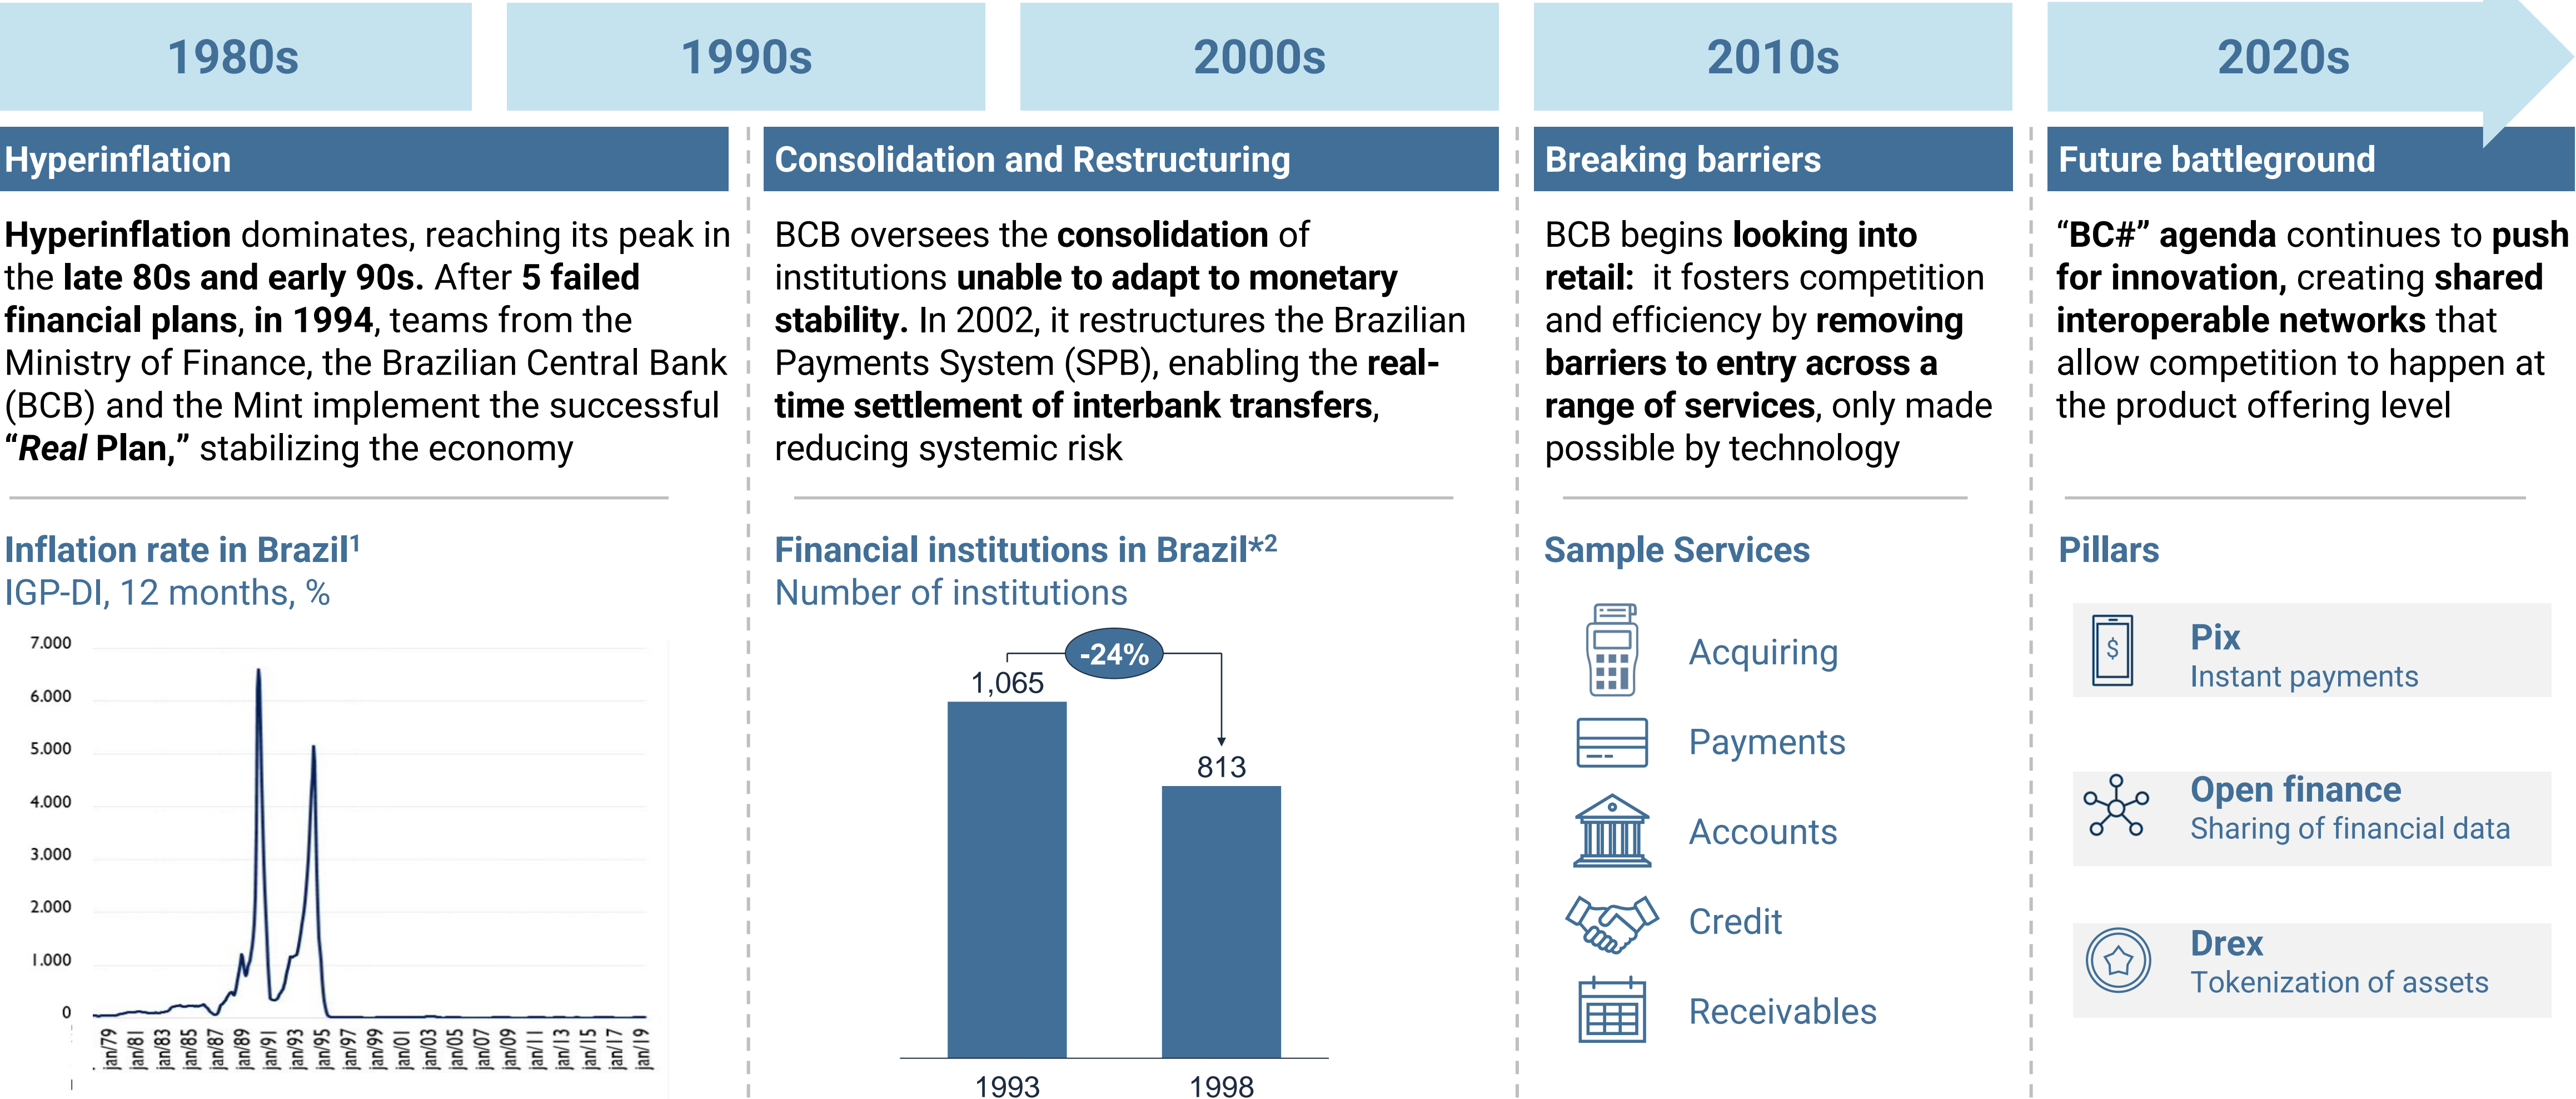 1980s
1990s
2000s
2010s
2020s
Hyperinflation
Hyperinflation dominates, reaching its peak in
the late 80s and early 90s. After 5 failed
financial plans, in 1994, teams from the
Ministry of Finance, the Brazilian Central Bank
(BCB) and the Mint implement the successful
“Real Plan,” stabilizing the economy
Inflation rate in Brazil¹
IGP-DI, 12 months, %
7.000
6.000
5.000
4.000
3.000
2.000
1.000
0
jan/79
jan/81
jan/83
jan/85
jan/87
jan/89
jan/91
jan/93
jan/95
jan/97
jan/99
jan/01
jan/03
jan/05
jan/07
jan/09
jan/11
jan/13
jan/15
jan/17
jan/19
Consolidation and Restructuring
BCB oversees the consolidation of
institutions unable to adapt to monetary
stability. In 2002, it restructures the Brazilian
Payments System (SPB), enabling the real-
time settlement of interbank transfers,
reducing systemic risk
Financial institutions in Brazil*²
Number of institutions
-24%
1,065
813
1993
1998
Breaking barriers
BCB begins looking into
retail: it fosters competition
and efficiency by removing
barriers to entry across a
range of services, only made
possible by technology
Sample Services
Acquiring
Payments
Accounts
Credit
Receivables
Future battleground
“BC#” agenda continues to push
for innovation, creating shared
interoperable networks that
allow competition to happen at
the product offering level
Pillars
$
Pix
Instant payments
Open finance
Sharing of financial data
Drex
Tokenization of assets